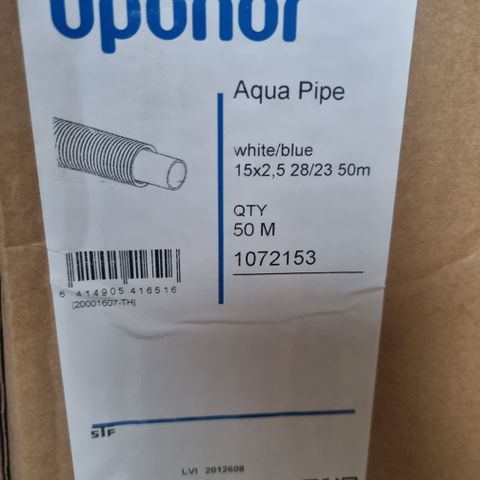 uponor
Aqua Pipe
white/blue
15x2,5 28/23 50m
QTY
50 M
1072153
6 414905 416516
|20001607-TH|
STF
LVI 2012608